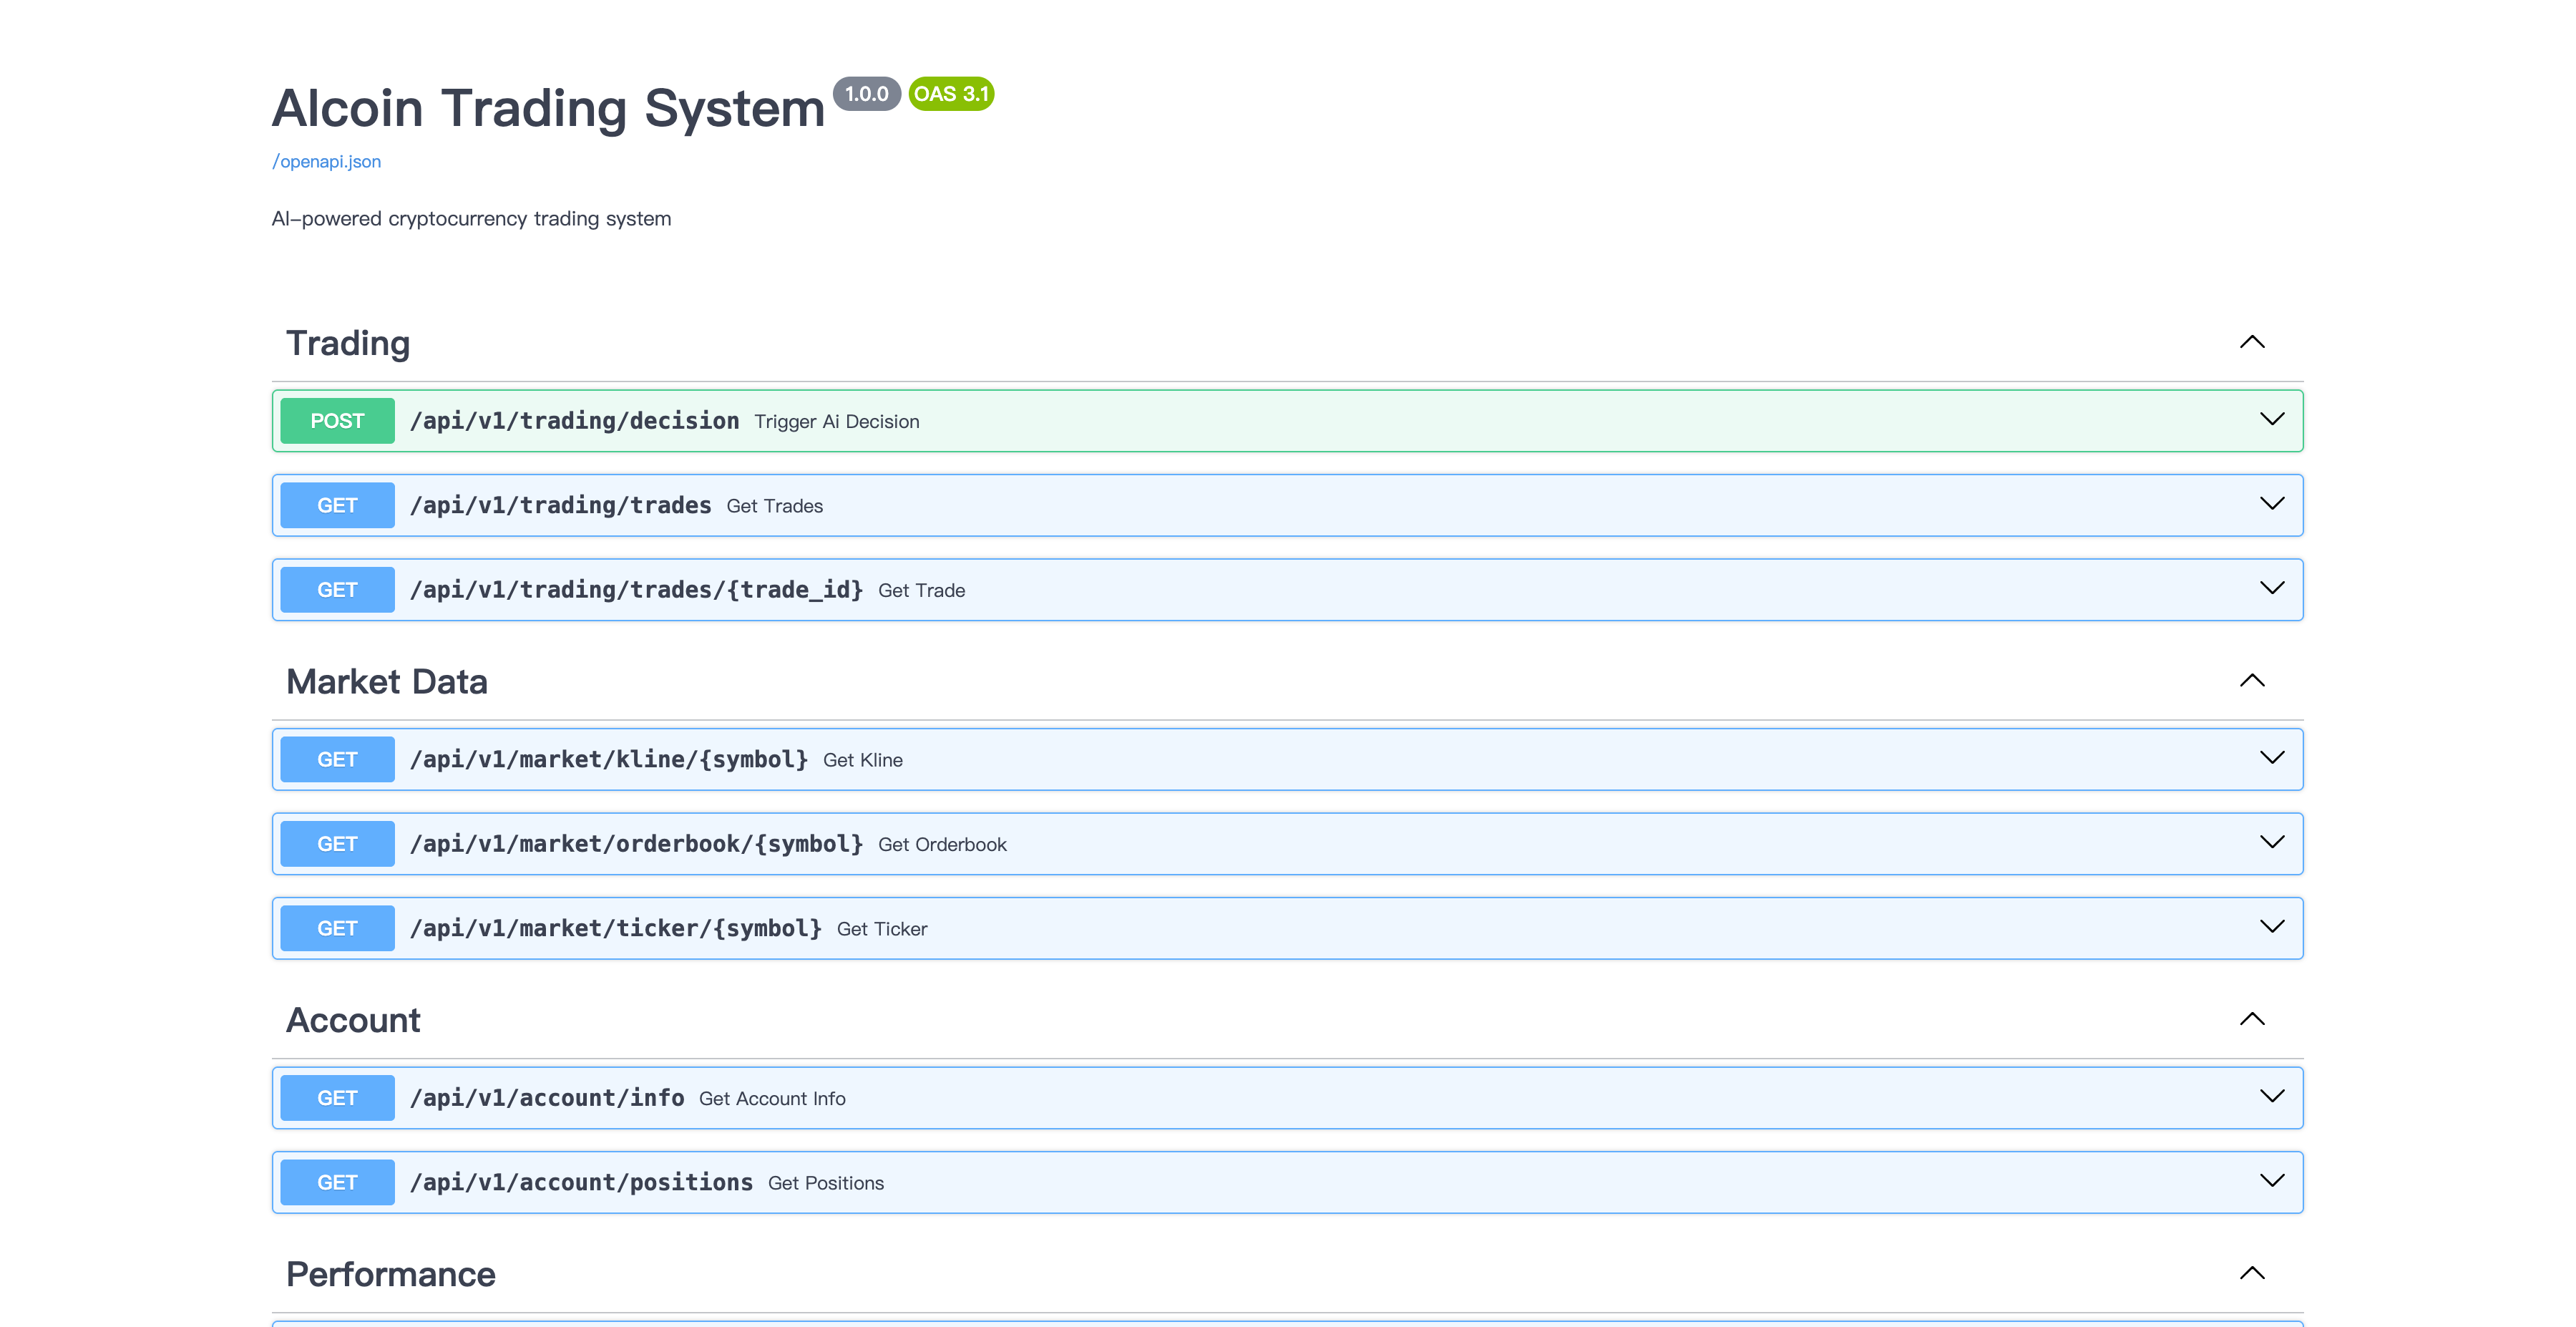 AIcoin Trading System 1.0.0 OAS 3.1
/openapi.json
AI-powered cryptocurrency trading system
Trading
POST /api/v1/trading/decision Trigger Ai Decision
GET /api/v1/trading/trades Get Trades
GET /api/v1/trading/trades/{trade_id} Get Trade
Market Data
GET /api/v1/market/kline/{symbol} Get Kline
GET /api/v1/market/orderbook/{symbol} Get Orderbook
GET /api/v1/market/ticker/{symbol} Get Ticker
Account
GET /api/v1/account/info Get Account Info
GET /api/v1/account/positions Get Positions
Performance